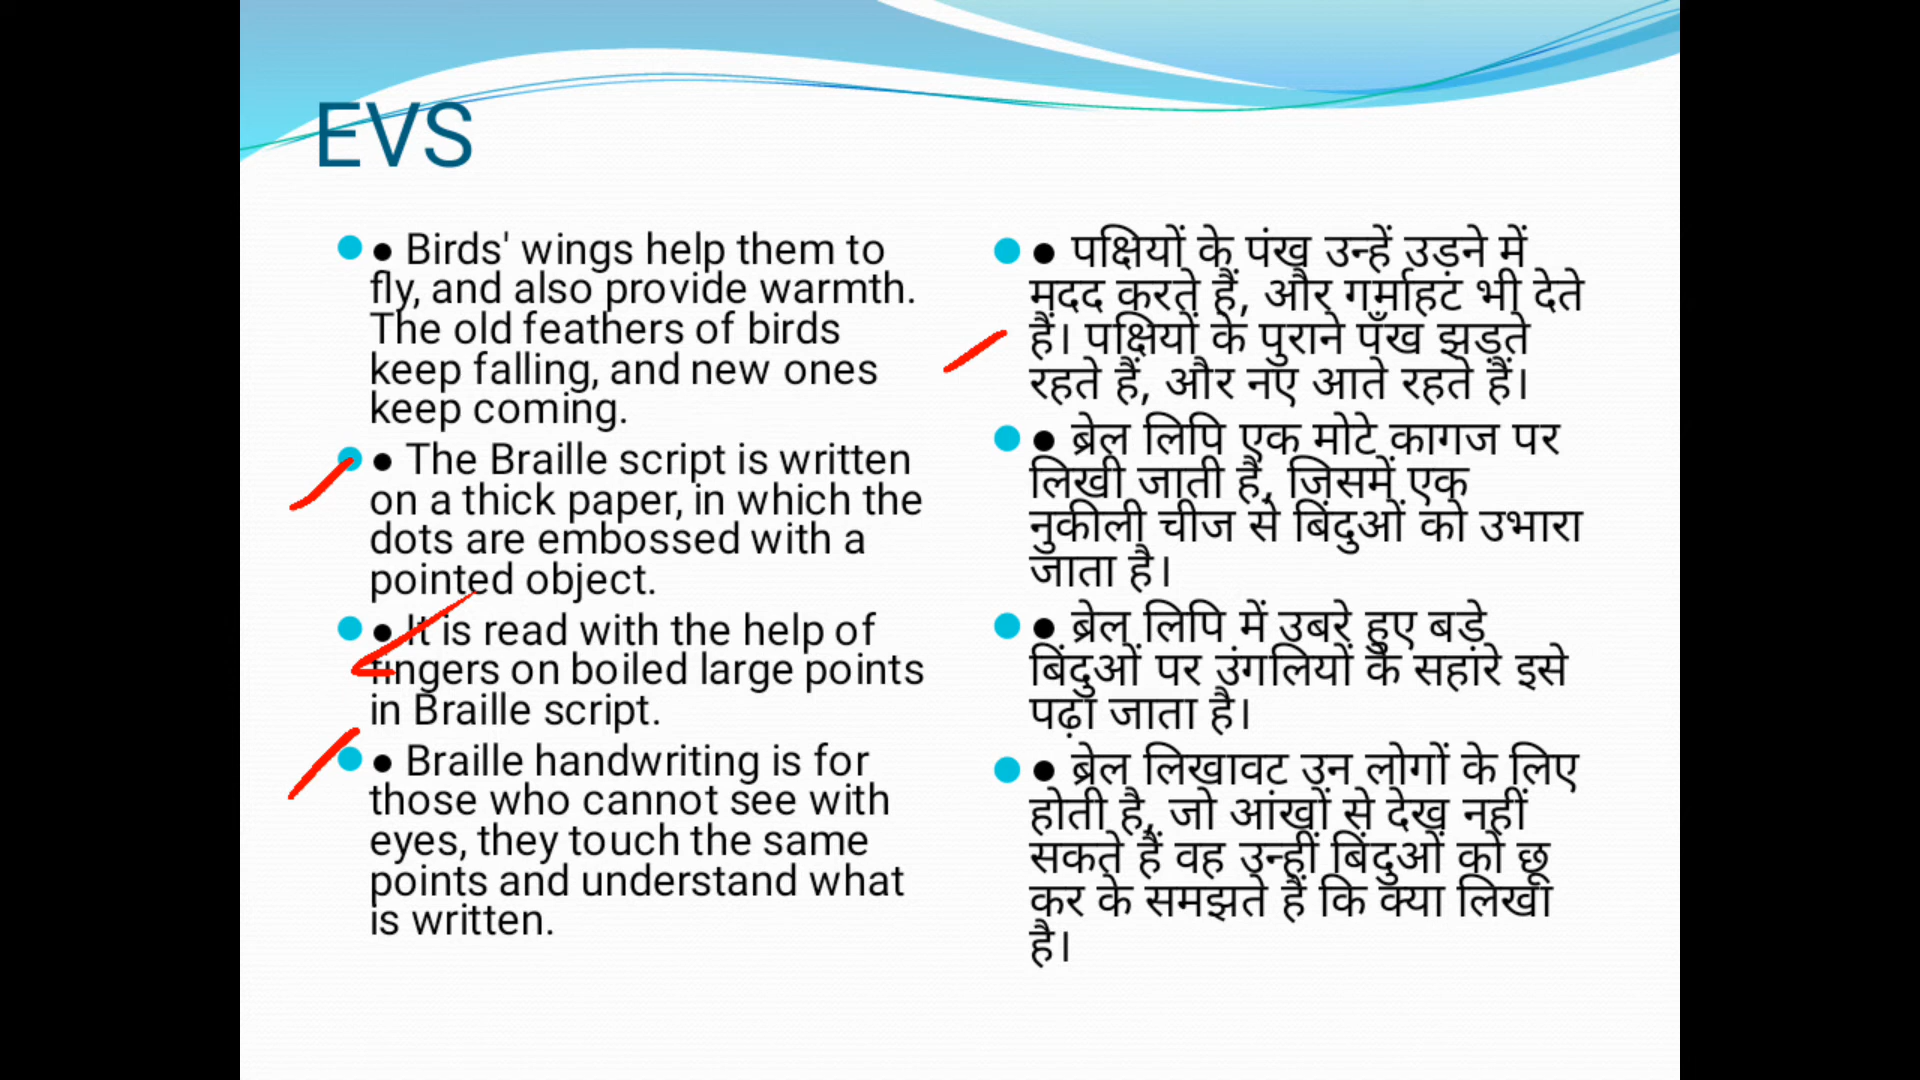 EVS
● Birds' wings help them to
fly, and also provide warmth.
The old feathers of birds
keep falling, and new ones
keep coming.
● The Braille script is written
on a thick paper, in which the
dots are embossed with a
pointed object.
● It is read with the help of
fingers on boiled large points
in Braille script.
● Braille handwriting is for
those who cannot see with
eyes, they touch the same
points and understand what
is written.
● पक्षियों के पंख उन्हें उड़ने में
मदद करते हैं, और गर्माहट भी देते
हैं। पक्षियों के पुराने पँख झड़ते
रहते हैं, और नए आते रहते हैं।
● ब्रेल लिपि एक मोटे कागज पर
लिखी जाती है, जिसमें एक
नुकीली चीज से बिंदुओं को उभारा
जाता है।
● ब्रेल लिपि में उबरे हुए बड़े
बिंदुओं पर उंगलियों के सहारे इसे
पढ़ा जाता है।
● ब्रेल लिखावट उन लोगों के लिए
होती है, जो आंखों से देख नहीं
सकते हैं वह उन्हीं बिंदुओं को छू
कर के समझते हैं कि क्या लिखा
है।